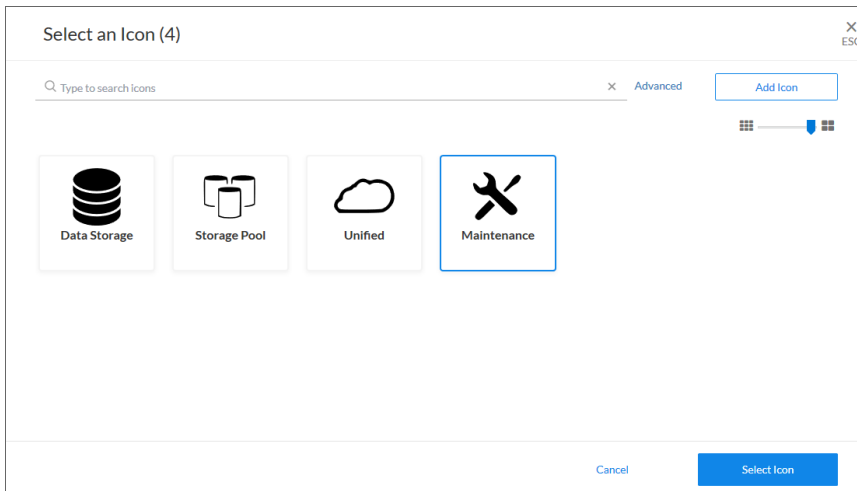 Select an Icon (4)
ESC
Type to search icons
Advanced
Add Icon
Data Storage
Storage Pool
Unified
Maintenance
Cancel
Select Icon